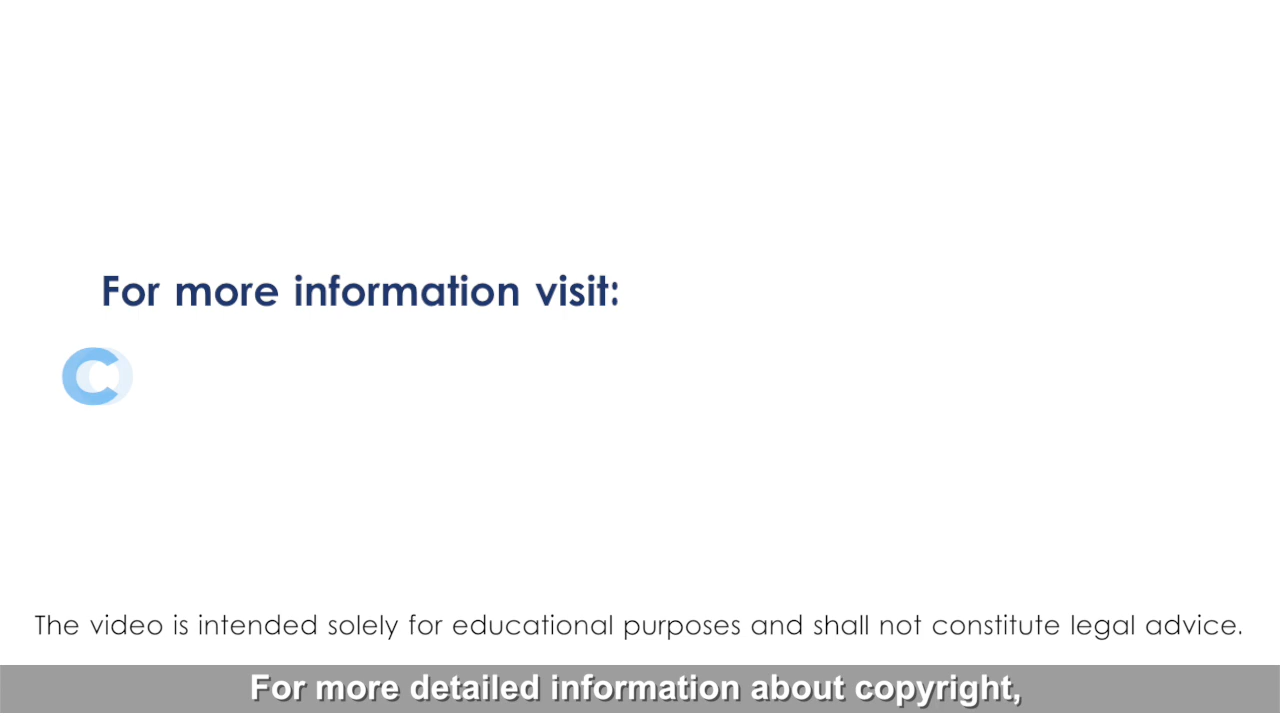 For more information visit:
C
The video is intended solely for educational purposes and shall not constitute legal advice.
For more detailed information about copyright,